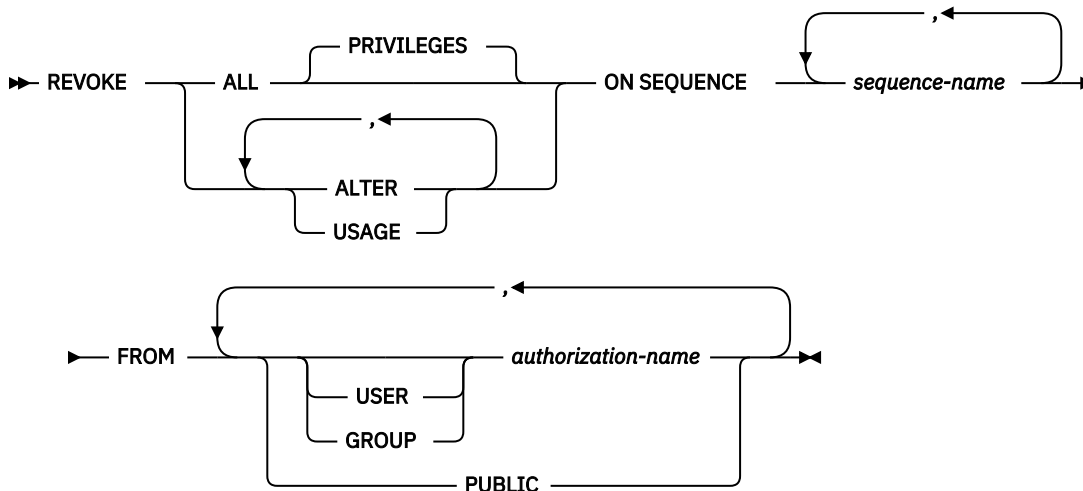 ,
PRIVILEGES
REVOKE ALL ON SEQUENCE sequence-name
,
ALTER
USAGE
,
FROM authorization-name
USER
GROUP
PUBLIC